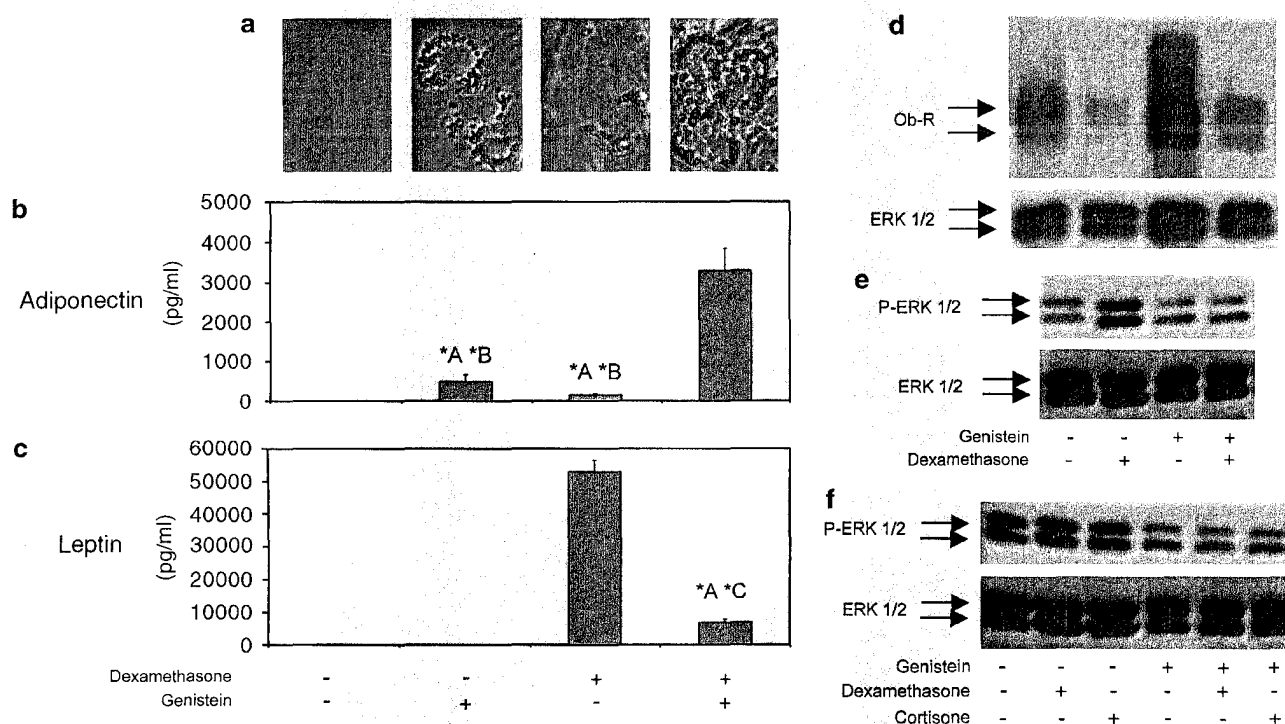 a
b
5000
4000
3000
2000
1000
0
Adiponectin
(pg/ml)
*A *B
*A *B
c
60000
50000
40000
30000
20000
10000
0
Leptin
(pg/ml)
*A *C
Dexamethasone - - + +
Genistein - + - +
d
Ob-R
ERK 1/2
e
P-ERK 1/2
ERK 1/2
Genistein - - + +
Dexamethasone - + - +
f
P-ERK 1/2
ERK 1/2
Genistein - - - + + +
Dexamethasone - + - - + -
Cortisone - - + - - +